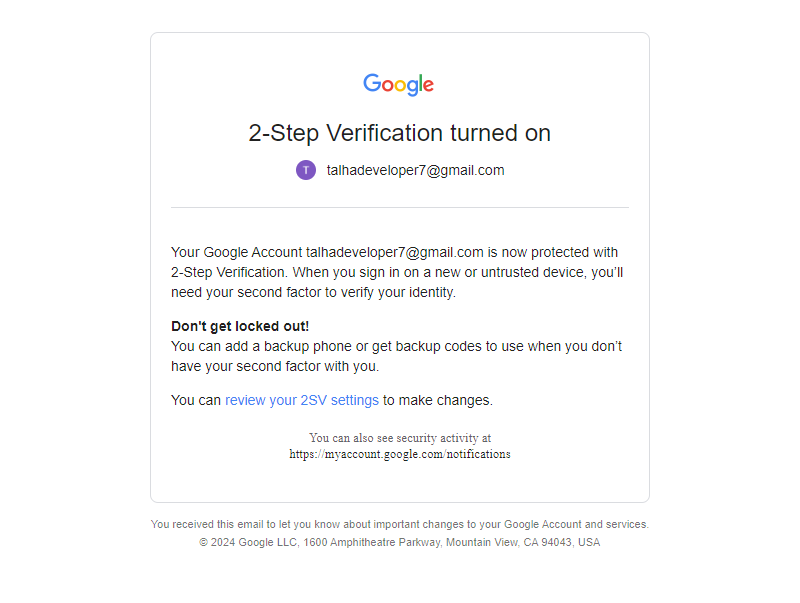 Google
2-Step Verification turned on
T
talhadeveloper7@gmail.com
Your Google Account talhadeveloper7@gmail.com is now protected with
2-Step Verification. When you sign in on a new or untrusted device, you’ll
need your second factor to verify your identity.
Don't get locked out!
You can add a backup phone or get backup codes to use when you don’t
have your second factor with you.
You can review your 2SV settings to make changes.
You can also see security activity at
https://myaccount.google.com/notifications
You received this email to let you know about important changes to your Google Account and services.
© 2024 Google LLC, 1600 Amphitheatre Parkway, Mountain View, CA 94043, USA